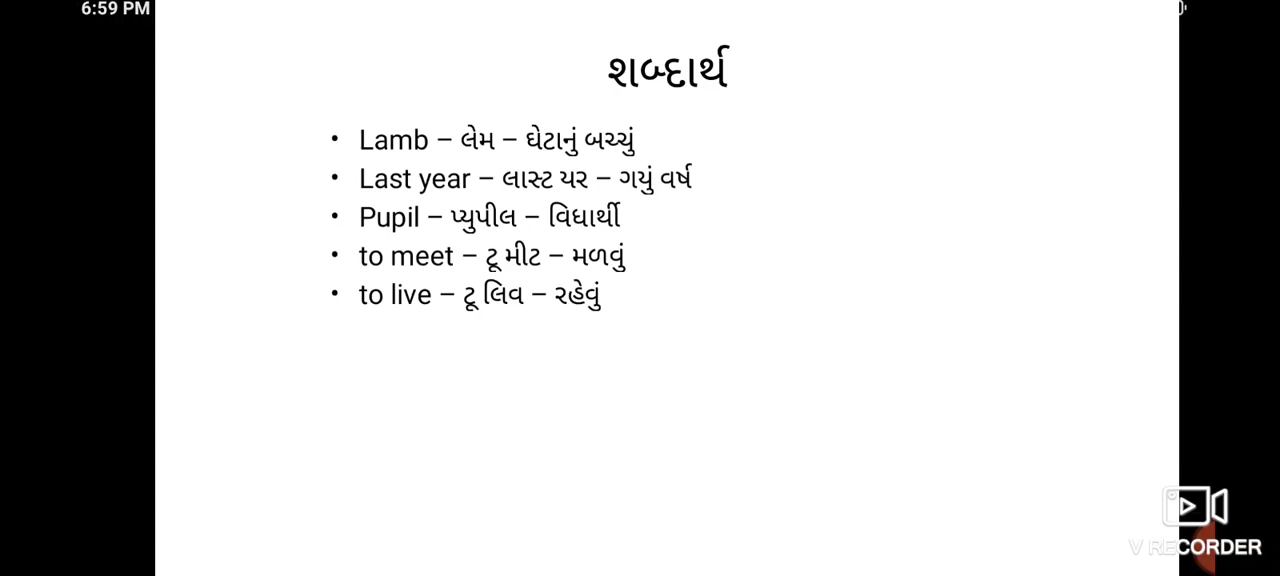 6:59 PM
શબ્દાર્થ
• Lamb – લેમ – ઘેટાનું બચ્ચું
• Last year – લાસ્ટ યર – ગયું વર્ષ
• Pupil – પ્યુપીલ – વિધાર્થી
• to meet – ટૂ મીટ – મળવું
• to live – ટૂ લિવ – રહેવું
V RECORDER